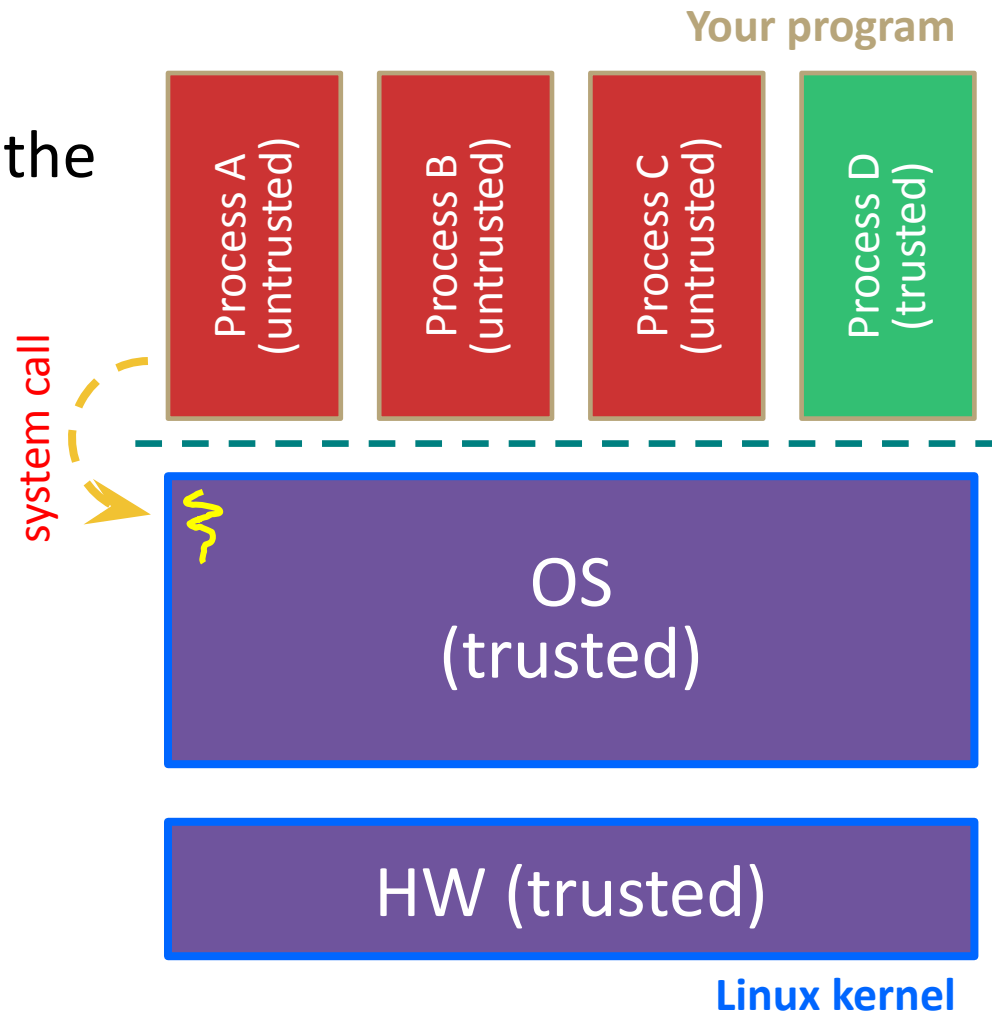 Your program
the
Process A
(untrusted)
Process B
(untrusted)
Process C
(untrusted)
Process D
(trusted)
system call
OS
(trusted)
HW (trusted)
Linux kernel